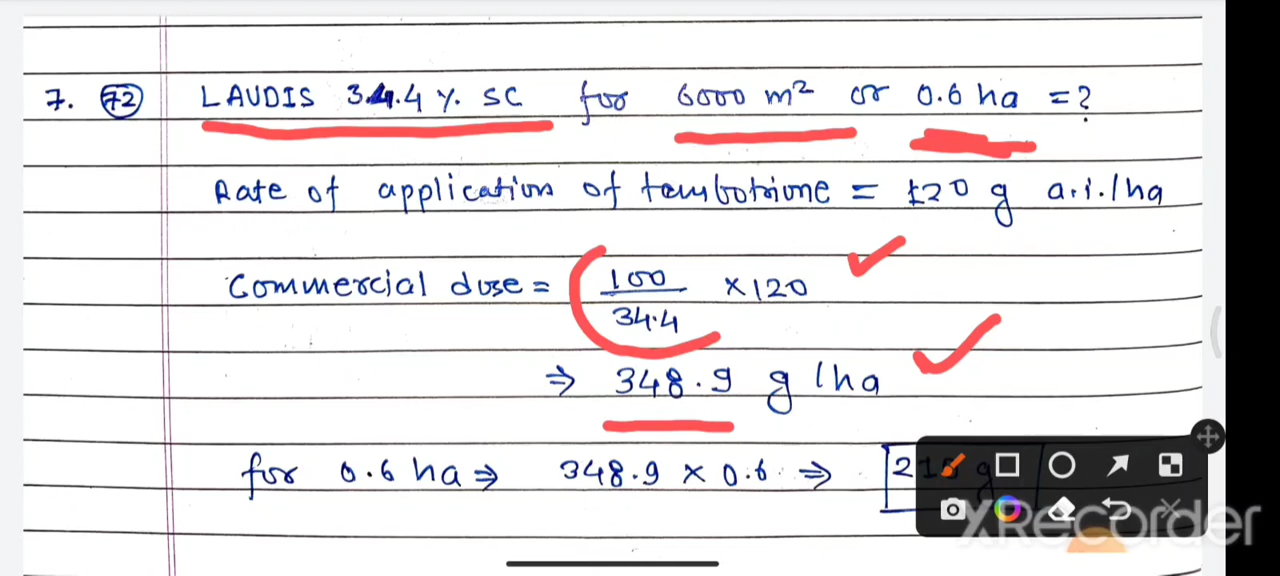 7. 72 LAUDIS 34.4 % SC for 6000 m² or 0.6 ha = ?
Rate of application of tembotrione = 120 g a.i./ha
Commercial dose = 100/34.4 × 120
⇒ 348.9 g/ha
for 0.6 ha ⇒ 348.9 × 0.6 ⇒
XRecorder